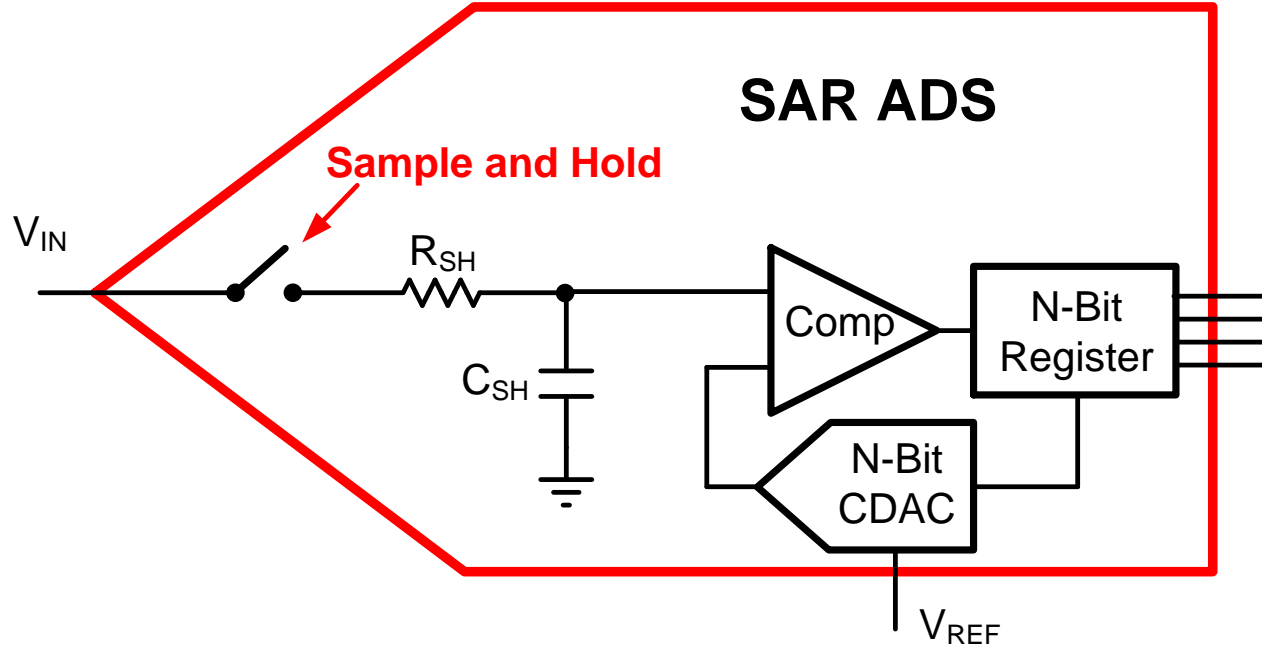 SAR ADS
Sample and Hold
VIN
RSH
CSH
Comp
N-Bit
Register
N-Bit
CDAC
VREF